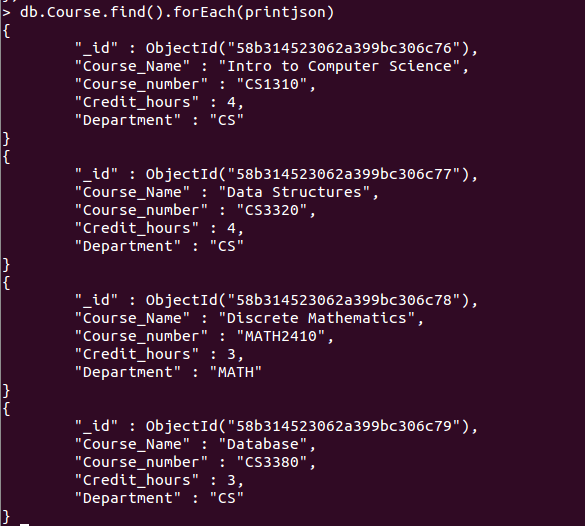 > db.Course.find().forEach(printjson)
{
        "_id" : ObjectId("58b314523062a399bc306c76"),
        "Course_Name" : "Intro to Computer Science",
        "Course_number" : "CS1310",
        "Credit_hours" : 4,
        "Department" : "CS"
}
{
        "_id" : ObjectId("58b314523062a399bc306c77"),
        "Course_Name" : "Data Structures",
        "Course_number" : "CS3320",
        "Credit_hours" : 4,
        "Department" : "CS"
}
{
        "_id" : ObjectId("58b314523062a399bc306c78"),
        "Course_Name" : "Discrete Mathematics",
        "Course_number" : "MATH2410",
        "Credit_hours" : 3,
        "Department" : "MATH"
}
{
        "_id" : ObjectId("58b314523062a399bc306c79"),
        "Course_Name" : "Database",
        "Course_number" : "CS3380",
        "Credit_hours" : 3,
        "Department" : "CS"
}